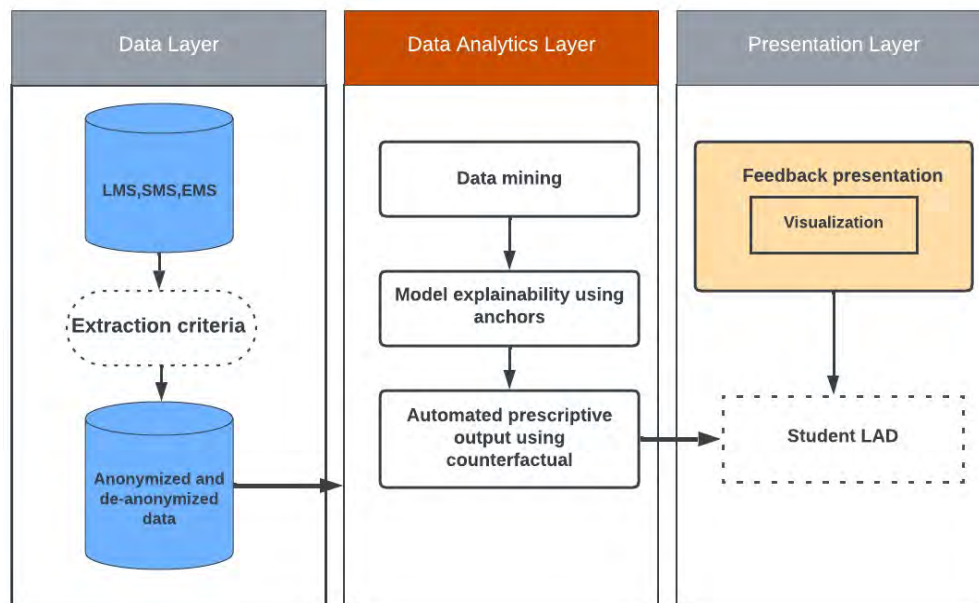 Data Layer
LMS,SMS,EMS
Extraction criteria
Anonymized and
de-anonymized
data
Data Analytics Layer
Data mining
Model explainability using
anchors
Automated prescriptive
output using
counterfactual
Presentation Layer
Feedback presentation
Visualization
Student LAD